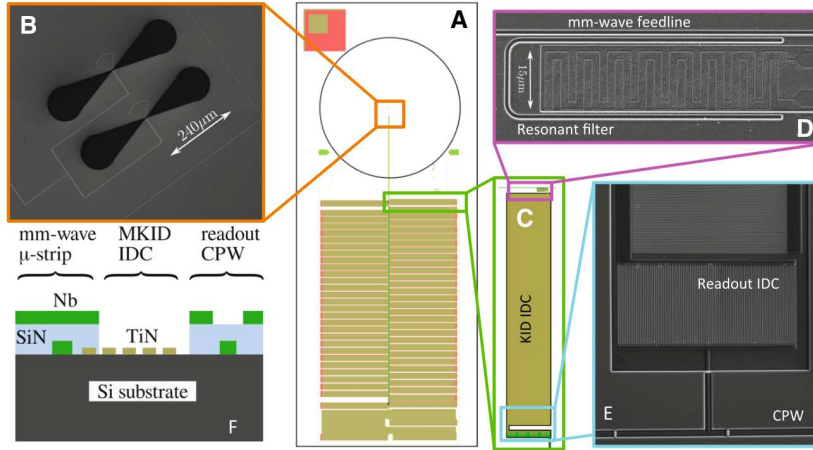 B
240μm
A
mm-wave feedline
15μm
Resonant filter
D
mm-wave
μ-strip
MKID
IDC
readout
CPW
Nb
SiN
TiN
Si substrate
F
C
KID IDC
Readout IDC
E
CPW